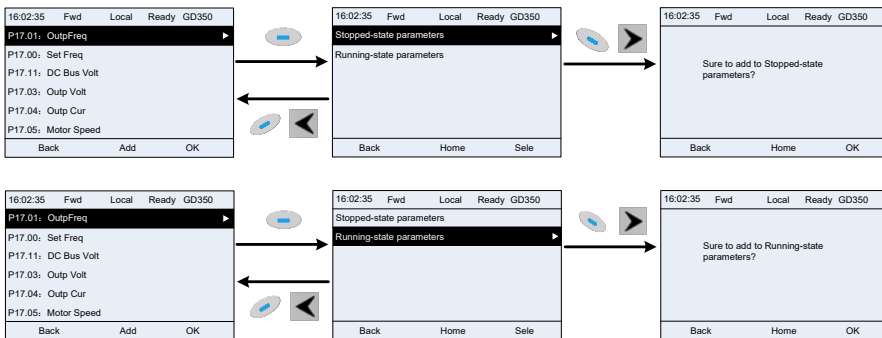 16:02:35 Fwd Local Ready GD350
P17.01：OutpFreq
P17.00：Set Freq
P17.11：DC Bus Volt
P17.03：Outp Volt
P17.04：Outp Cur
P17.05：Motor Speed
Back Add OK
16:02:35 Fwd Local Ready GD350
Stopped-state parameters
Running-state parameters
Back Home Sele
16:02:35 Fwd Local Ready GD350
Sure to add to Stopped-state
parameters?
Back Home OK
16:02:35 Fwd Local Ready GD350
P17.01：OutpFreq
P17.00：Set Freq
P17.11：DC Bus Volt
P17.03：Outp Volt
P17.04：Outp Cur
P17.05：Motor Speed
Back Add OK
16:02:35 Fwd Local Ready GD350
Stopped-state parameters
Running-state parameters
Back Home Sele
16:02:35 Fwd Local Ready GD350
Sure to add to Running-state
parameters?
Back Home OK